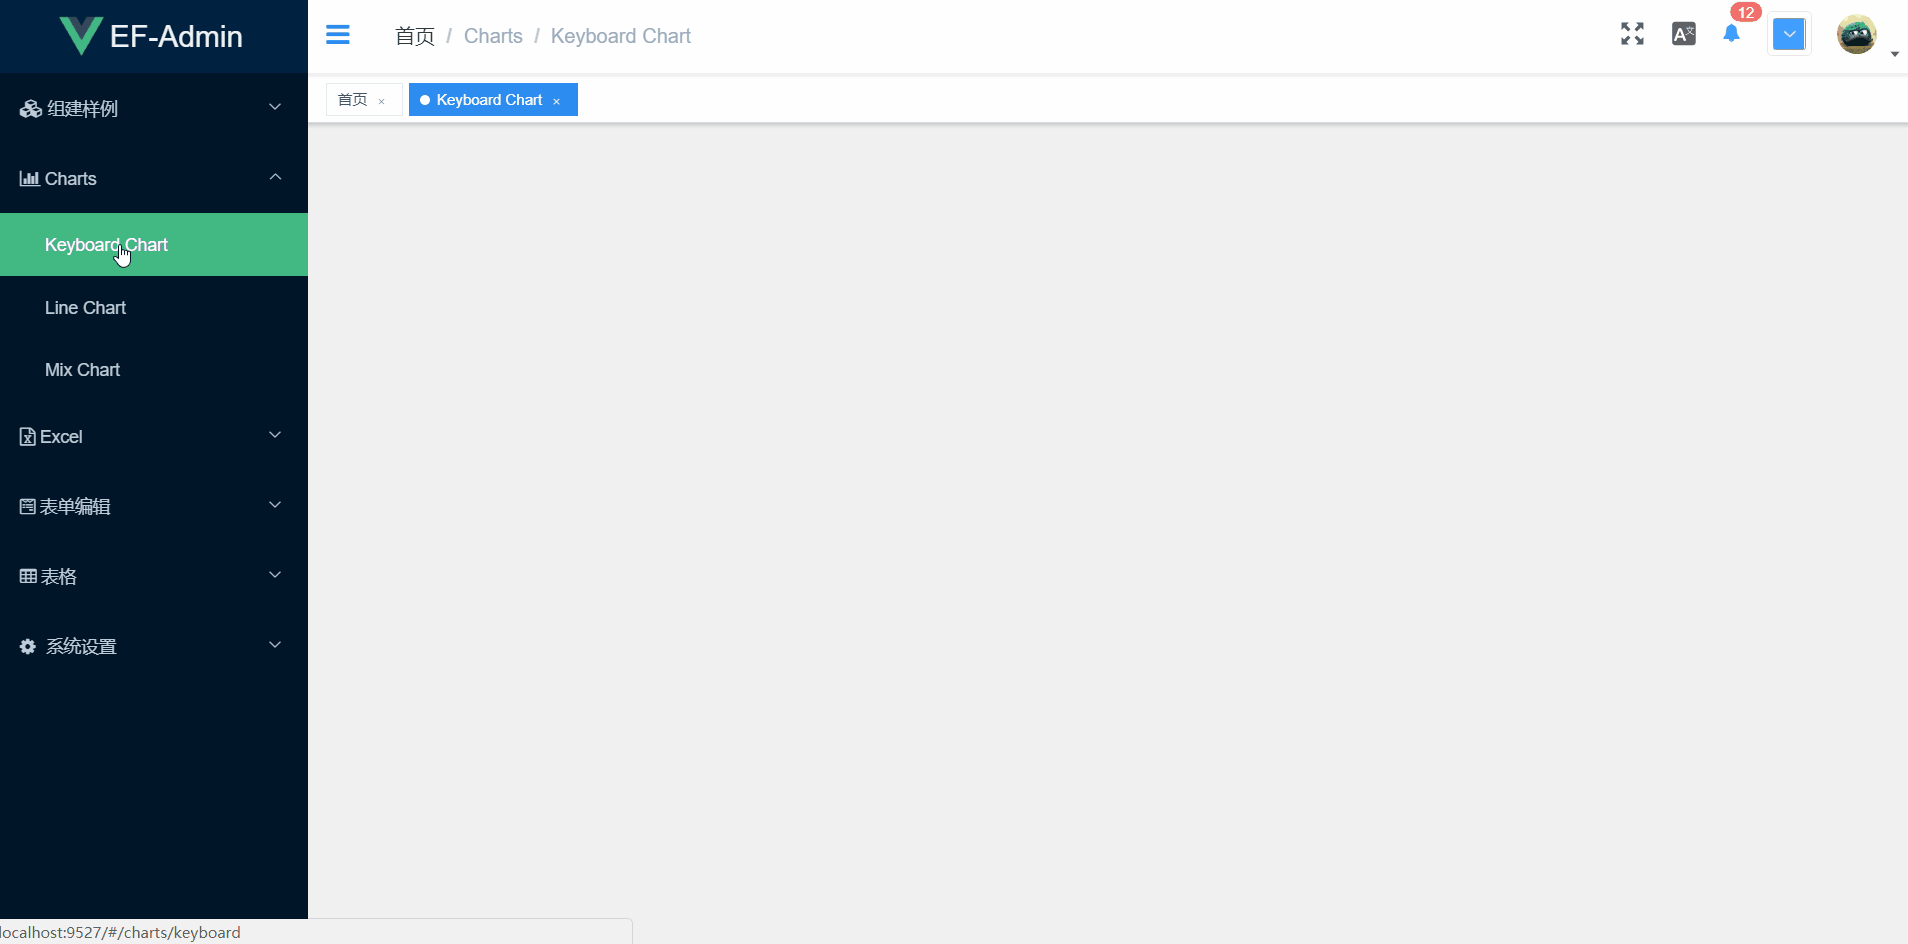 EF-Admin
首页 / Charts / Keyboard Chart
12
首页 ×
Keyboard Chart ×
组建样例
Charts
Keyboard Chart
Line Chart
Mix Chart
Excel
表单编辑
表格
系统设置
localhost:9527/#/charts/keyboard